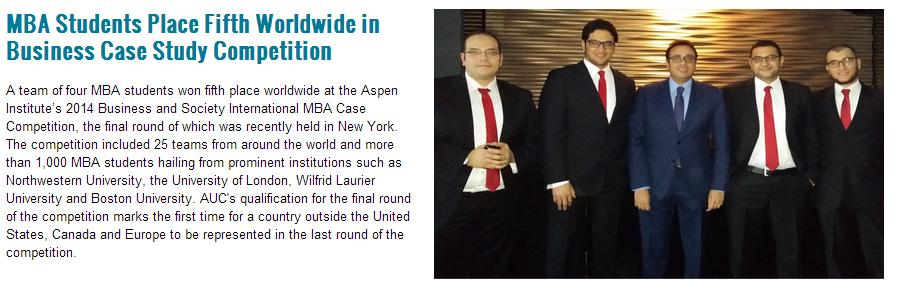 MBA Students Place Fifth Worldwide in
Business Case Study Competition
A team of four MBA students won fifth place worldwide at the Aspen
Institute's 2014 Business and Society International MBA Case
Competition, the final round of which was recently held in New York.
The competition included 25 teams from around the world and more
than 1,000 MBA students hailing from prominent institutions such as
Northwestern University, the University of London, Wilfrid Laurier
University and Boston University. AUC's qualification for the final round
of the competition marks the first time for a country outside the United
States, Canada and Europe to be represented in the last round of the
competition.